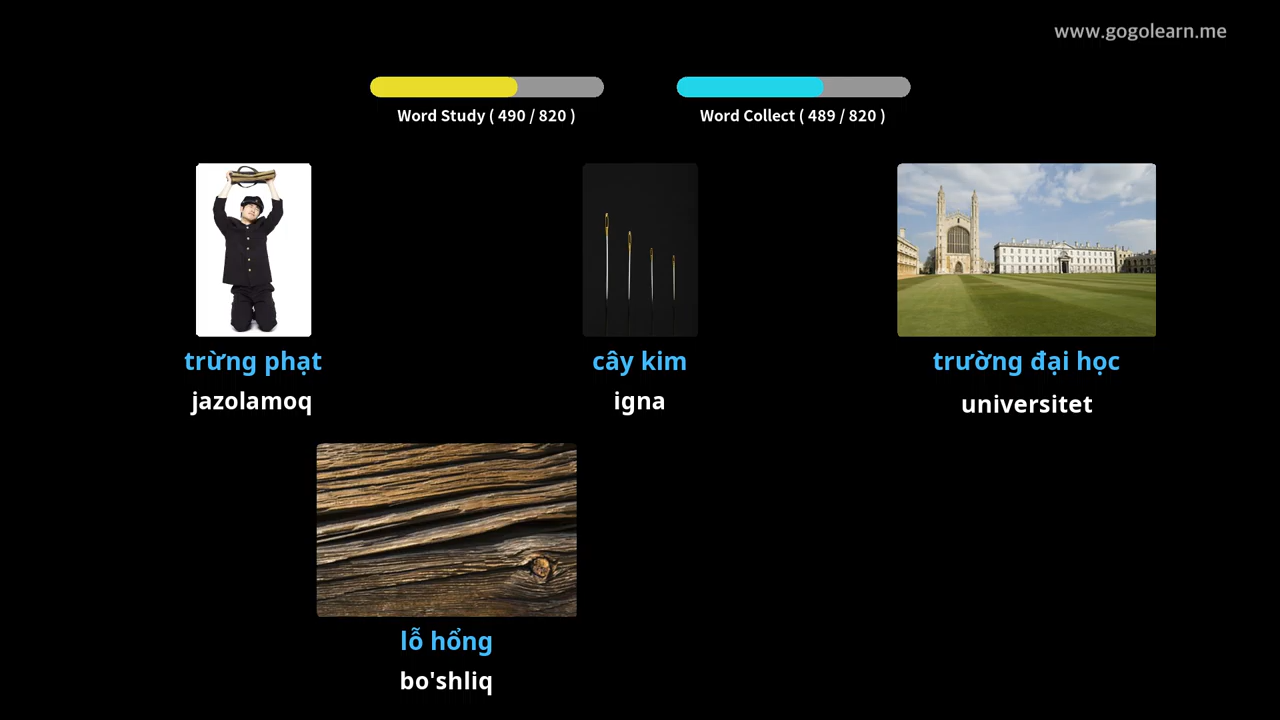 www.gogolearn.me
Word Study ( 490 / 820 )
Word Collect ( 489 / 820 )
trừng phạt
jazolamoq
cây kim
igna
trường đại học
universitet
lỗ hổng
bo'shliq